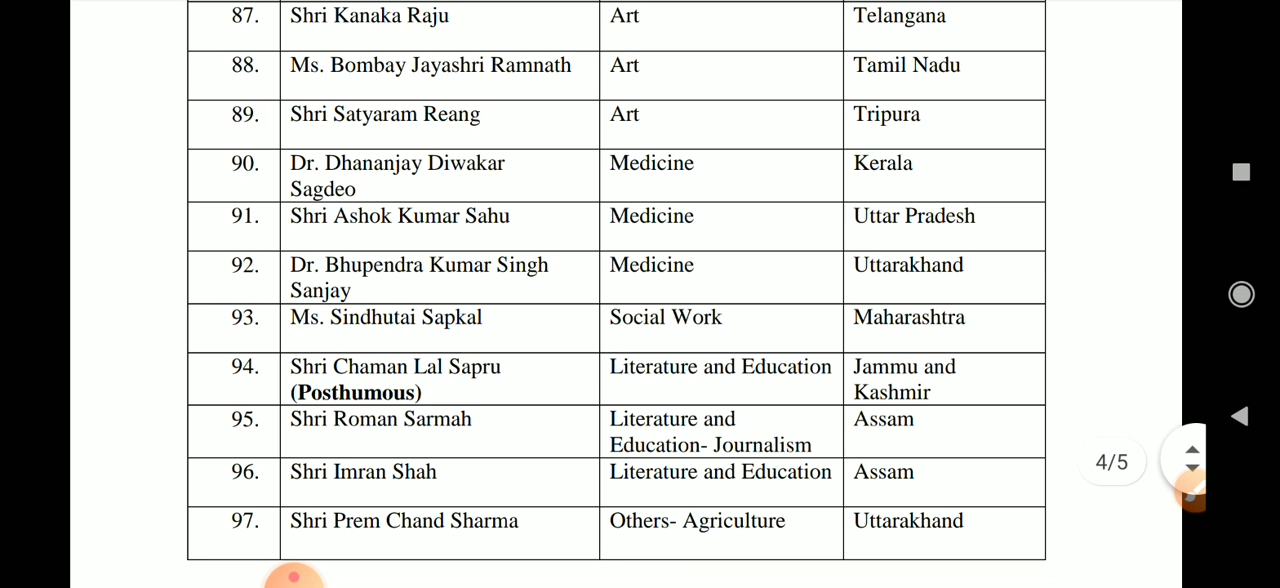 87. Shri Kanaka Raju Art Telangana
88. Ms. Bombay Jayashri Ramnath Art Tamil Nadu
89. Shri Satyaram Reang Art Tripura
90. Dr. Dhananjay Diwakar Medicine Kerala
Sagdeo
91. Shri Ashok Kumar Sahu Medicine Uttar Pradesh
92. Dr. Bhupendra Kumar Singh Medicine Uttarakhand
Sanjay
93. Ms. Sindhutai Sapkal Social Work Maharashtra
94. Shri Chaman Lal Sapru Literature and Education Jammu and
(Posthumous) Kashmir
95. Shri Roman Sarmah Literature and Assam
Education- Journalism
4/5
96. Shri Imran Shah Literature and Education Assam
97. Shri Prem Chand Sharma Others- Agriculture Uttarakhand